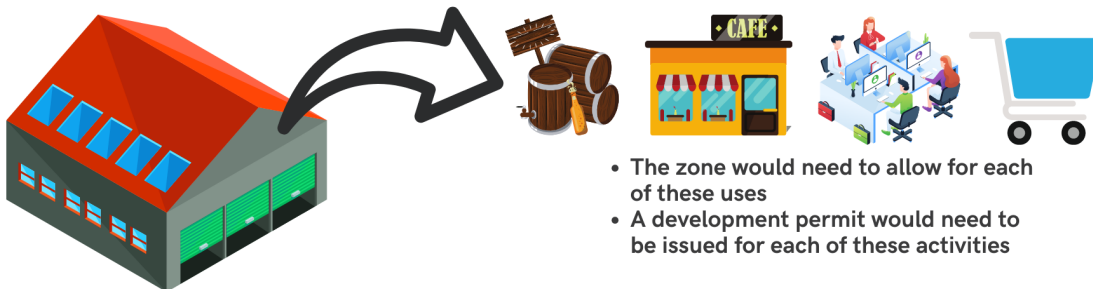 CAFE
• The zone would need to allow for each
of these uses
• A development permit would need to
be issued for each of these activities